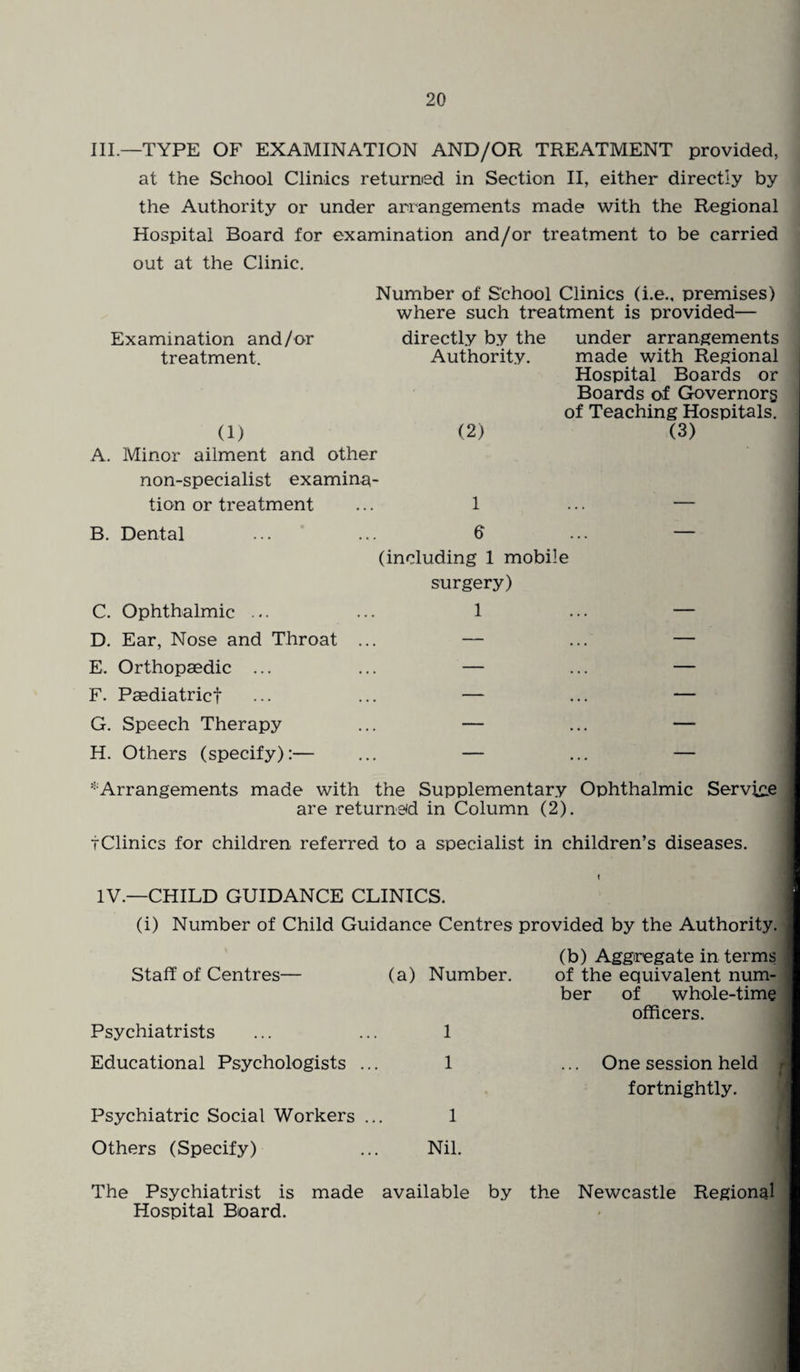 20
III.—TYPE OF EXAMINATION AND/OR TREATMENT provided,
at the School Clinics returned in Section II, either directly by
the Authority or under arrangements made with the Regional
Hospital Board for examination and/or treatment to be carried
out at the Clinic.
Number of School Clinics (i.e., premises)
where such treatment is provided—
Examination and/or directly by the under arrangements
treatment. Authority. made with Regional
Hospital Boards or
Boards of Governors
of Teaching Hospitals.
(1) (2) (3)
A. Minor ailment and other
non-specialist examina-
tion or treatment ... 1 ... —
B. Dental ... ... 6 ... —
(including 1 mobile
surgery)
C. Ophthalmic ... ... 1 ... —
D. Ear, Nose and Throat ... — ... —
E. Orthopædic ... ... — ... —
F. Pædiatric† ... ... — ... —
G. Speech Therapy ... — ... —
H. Others (specify):— ... — ... —
*Arrangements made with the Supplementary Ophthalmic Service
are returned in Column (2).
†Clinics for children referred to a specialist in children's diseases.
IV.—CHILD GUIDANCE CLINICS.
(i) Number of Child Guidance Centres provided by the Authority.
(b) Aggregate in terms
Staff of Centres— (a) Number. of the equivalent num-
ber of whole-time
officers.
Psychiatrists ... ... 1
Educational Psychologists ... 1 ... One session held
fortnightly.
Psychiatric Social Workers ... 1
Others (Specify) ... Nil.
The Psychiatrist is made available by the Newcastle Regional
Hospital Board.